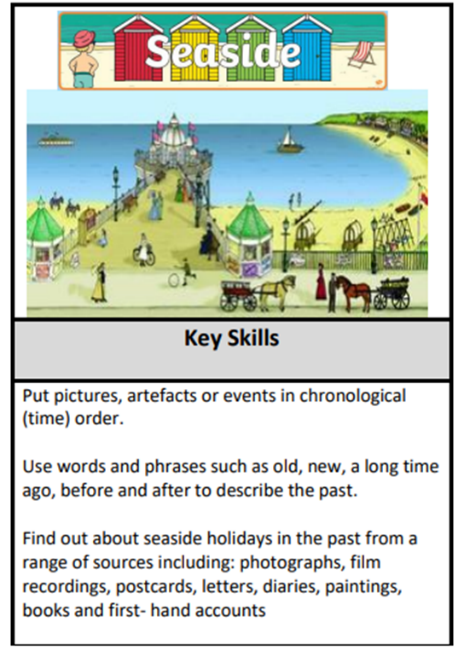 Seaside
Key Skills
Put pictures, artefacts or events in chronological
(time) order.
Use words and phrases such as old, new, a long time
ago, before and after to describe the past.
Find out about seaside holidays in the past from a
range of sources including: photographs, film
recordings, postcards, letters, diaries, paintings,
books and first- hand accounts